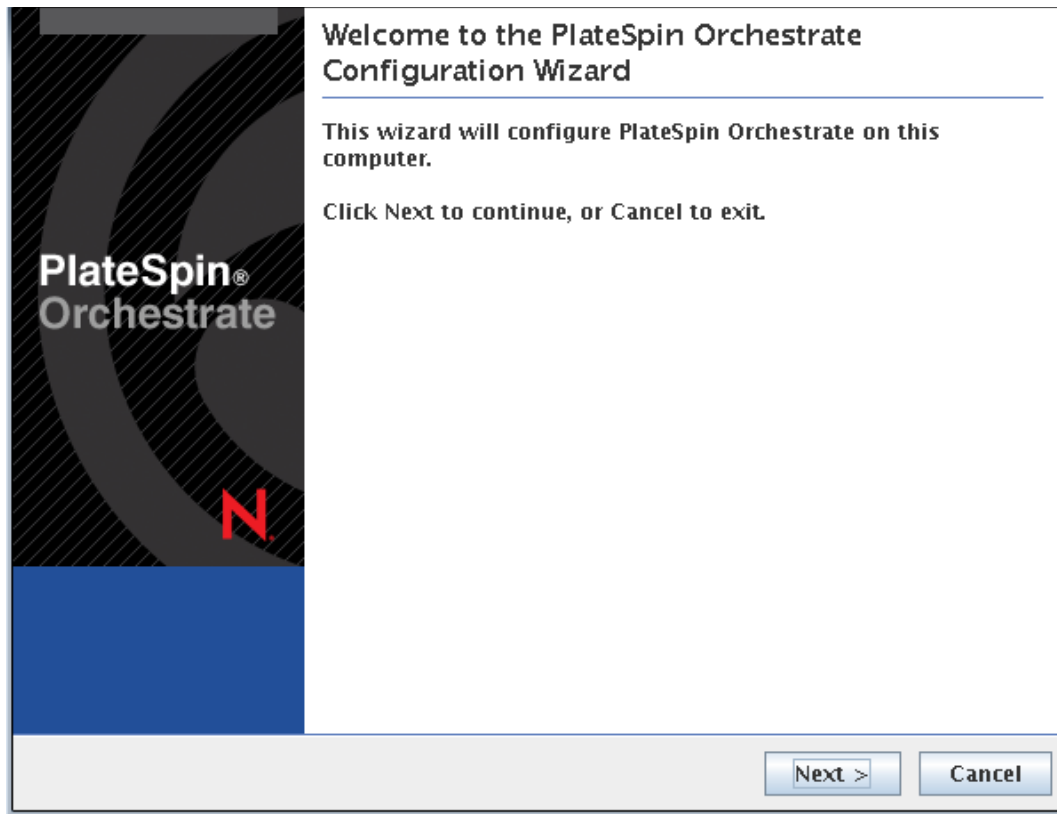 Welcome to the PlateSpin Orchestrate
Configuration Wizard
This wizard will configure PlateSpin Orchestrate on this
computer.
Click Next to continue, or Cancel to exit.
PlateSpin®
Orchestrate
N.
Next >
Cancel